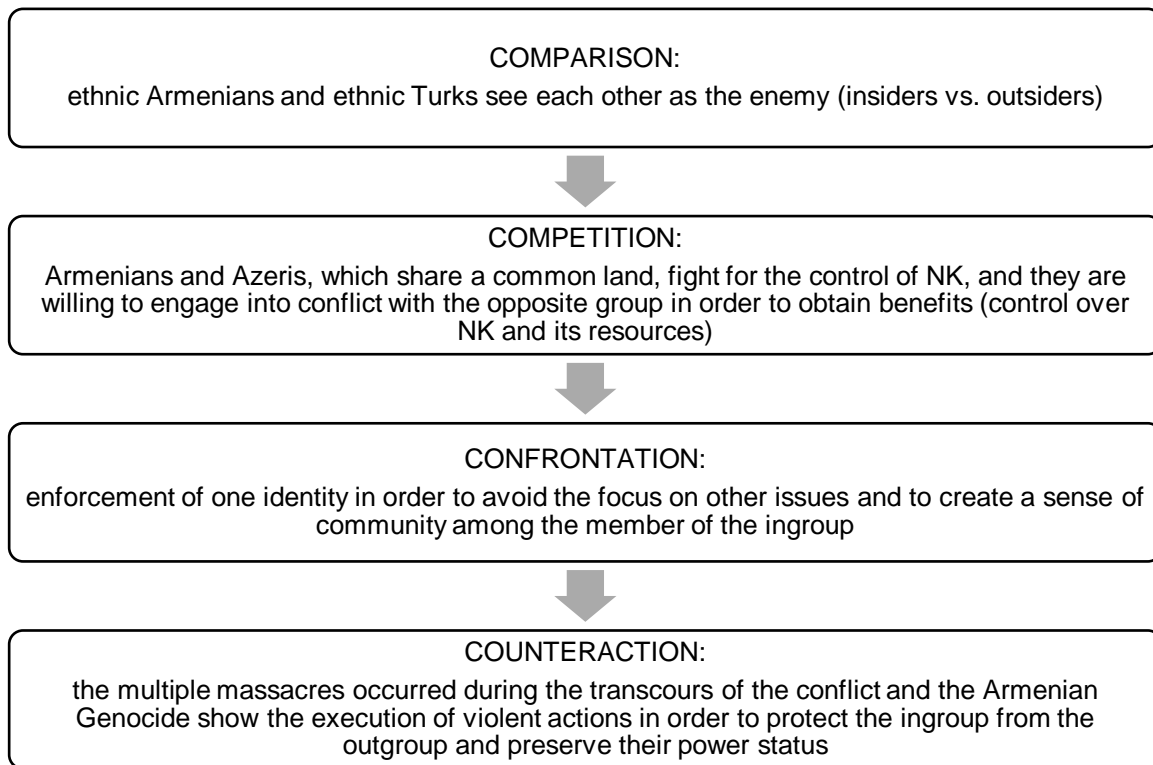 COMPARISON:
ethnic Armenians and ethnic Turks see each other as the enemy (insiders vs. outsiders)
COMPETITION:
Armenians and Azeris, which share a common land, fight for the control of NK, and they are
willing to engage into conflict with the opposite group in order to obtain benefits (control over
NK and its resources)
CONFRONTATION:
enforcement of one identity in order to avoid the focus on other issues and to create a sense of
community among the member of the ingroup
COUNTERACTION:
the multiple massacres occurred during the transcours of the conflict and the Armenian
Genocide show the execution of violent actions in order to protect the ingroup from the
outgroup and preserve their power status